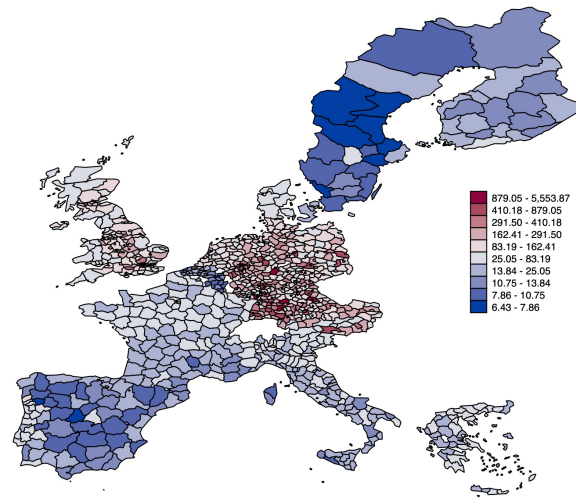 879.05 - 5,553.87
410.18 - 879.05
291.50 - 410.18
162.41 - 291.50
83.19 - 162.41
25.05 - 83.19
13.84 - 25.05
10.75 - 13.84
7.86 - 10.75
6.43 - 7.86